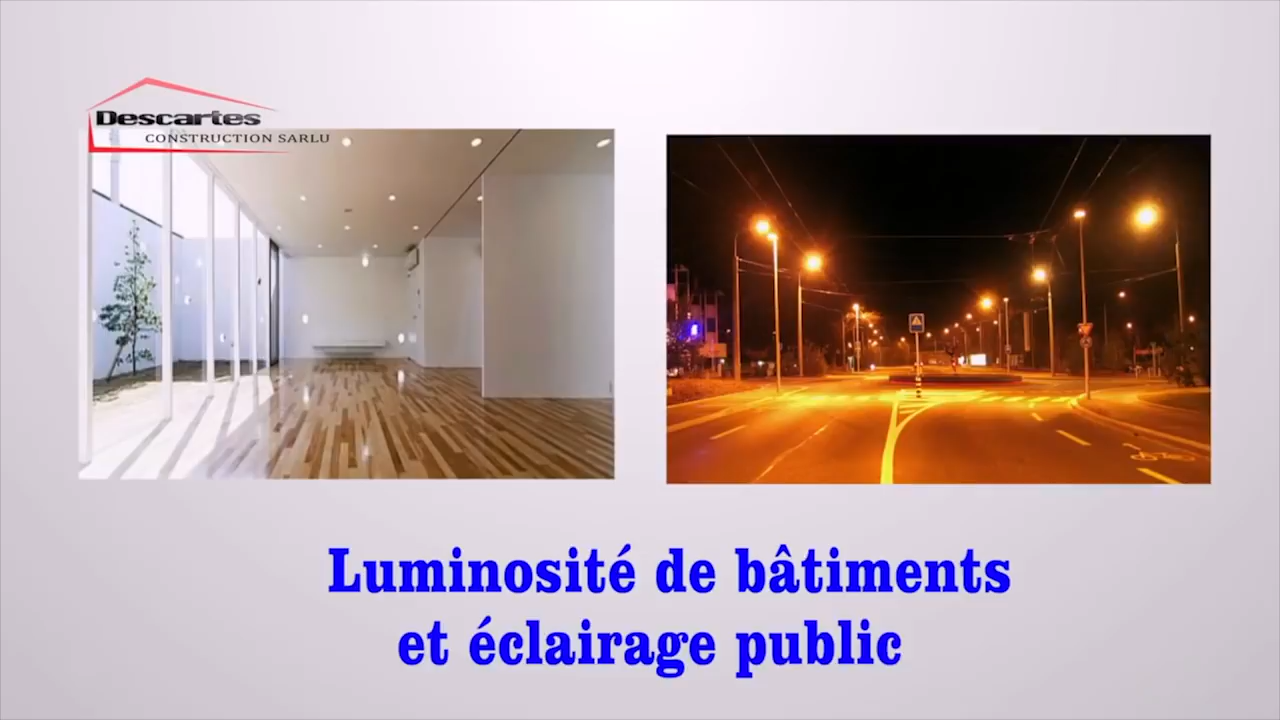 Descartes
CONSTRUCTION SARLU
Luminosité de bâtiments
et éclairage public